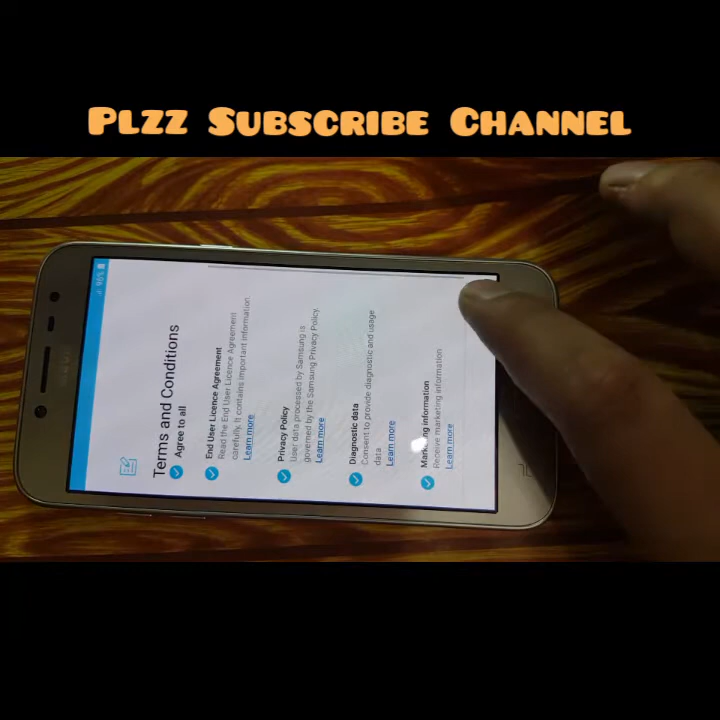 PLZZ SUBSCRIBE CHANNEL
96%
Terms and Conditions
Agree to all
End User Licence Agreement
Read the End User Licence Agreement
carefully. It contains important information
Learn more
Privacy Policy
User data processed by Samsung is
governed by the Samsung Privacy Policy.
Learn more
Diagnostic data
Consent to provide diagnostic and usage
data
Learn more
information
Receive marketing information
Learn more